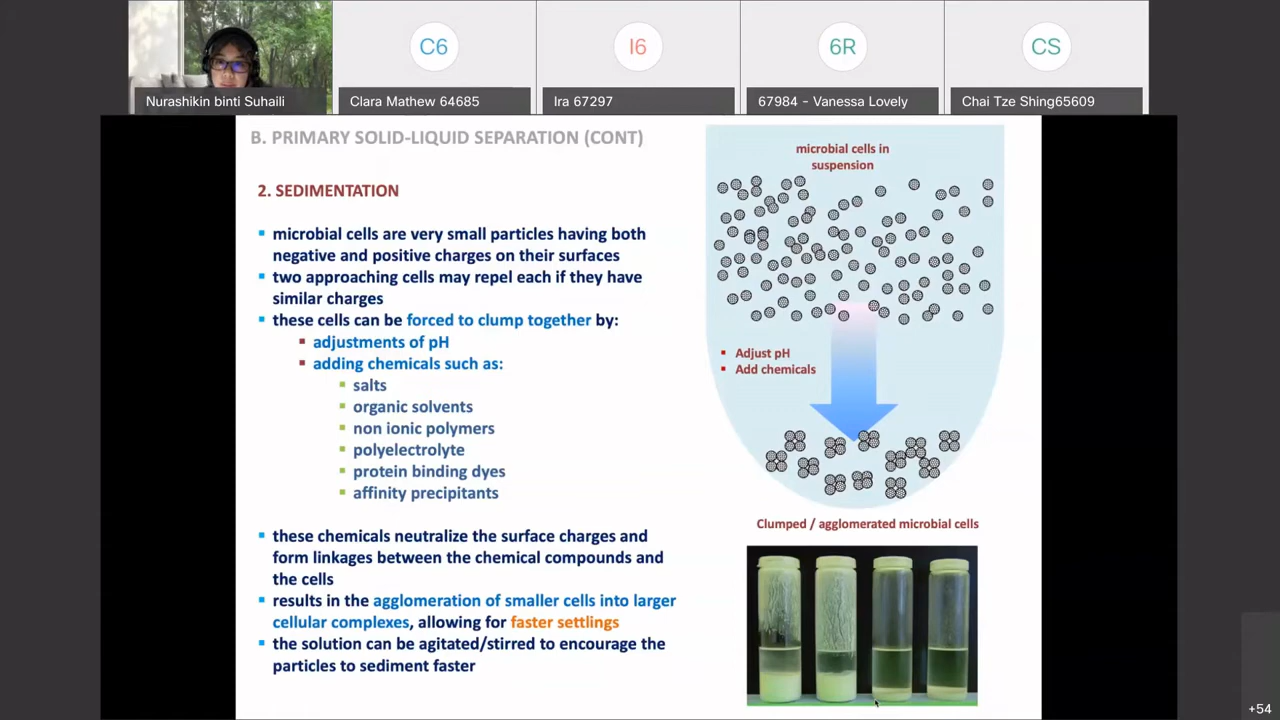 C6
I6
6R
CS
Nurashikin binti Suhaili
Clara Mathew 64685
Ira 67297
67984 - Vanessa Lovely
Chai Tze Shing65609
B. PRIMARY SOLID-LIQUID SEPARATION (CONT)
2. SEDIMENTATION
microbial cells are very small particles having both
negative and positive charges on their surfaces
two approaching cells may repel each if they have
similar charges
these cells can be forced to clump together by:
adjustments of pH
adding chemicals such as:
salts
organic solvents
non ionic polymers
polyelectrolyte
protein binding dyes
affinity precipitants
these chemicals neutralize the surface charges and
form linkages between the chemical compounds and
the cells
results in the agglomeration of smaller cells into larger
cellular complexes, allowing for faster settlings
the solution can be agitated/stirred to encourage the
particles to sediment faster
microbial cells in
suspension
Adjust pH
Add chemicals
Clumped / agglomerated microbial cells
+54